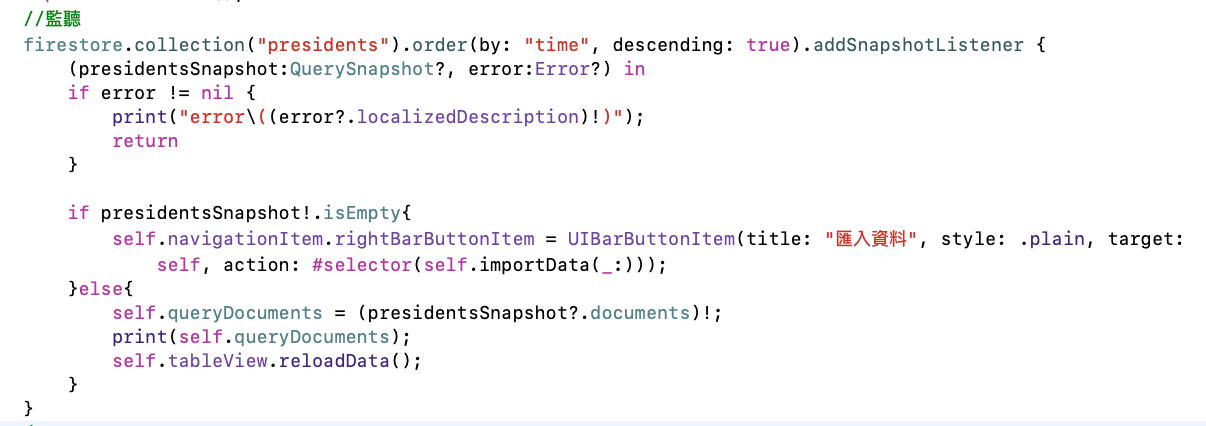 //監聽
firestore.collection("presidents").order(by: "time", descending: true).addSnapshotListener {
    (presidentsSnapshot:QuerySnapshot?, error:Error?) in
    if error != nil {
        print("error\((error?.localizedDescription)!)");
        return
    }

    if presidentsSnapshot!.isEmpty{
        self.navigationItem.rightBarButtonItem = UIBarButtonItem(title: "匯入資料", style: .plain, target:
            self, action: #selector(self.importData(_:)));
    }else{
        self.queryDocuments = (presidentsSnapshot?.documents)!;
        print(self.queryDocuments);
        self.tableView.reloadData();
    }
}